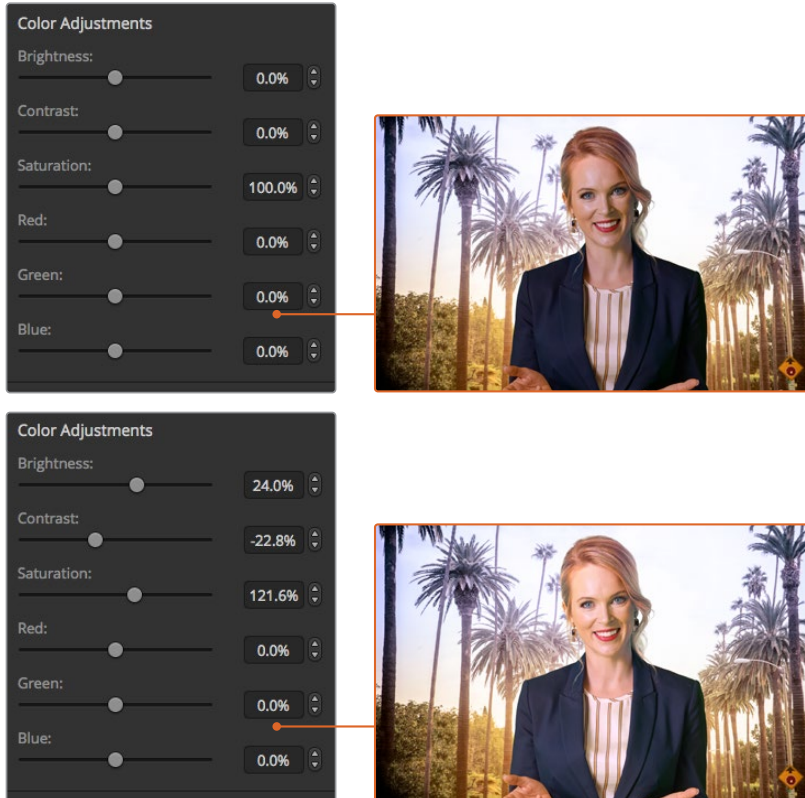 Color Adjustments
Brightness:
0.0%
Contrast:
0.0%
Saturation:
100.0%
Red:
0.0%
Green:
0.0%
Blue:
0.0%
Color Adjustments
Brightness:
24.0%
Contrast:
-22.8%
Saturation:
121.6%
Red:
0.0%
Green:
0.0%
Blue:
0.0%